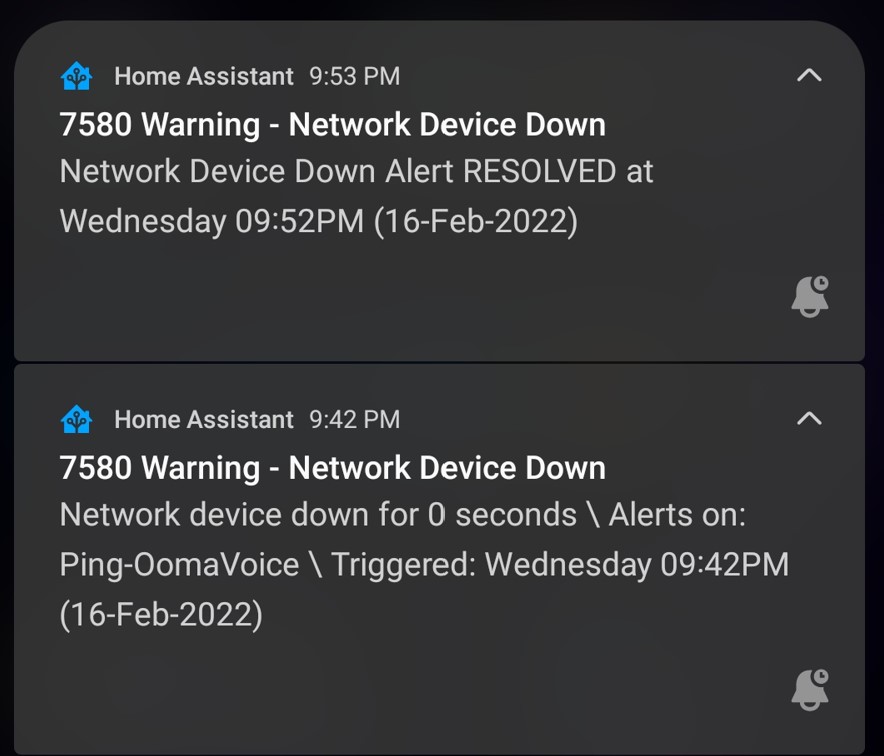 Home Assistant 9:53 PM
7580 Warning - Network Device Down
Network Device Down Alert RESOLVED at
Wednesday 09:52PM (16-Feb-2022)
Home Assistant 9:42 PM
7580 Warning - Network Device Down
Network device down for 0 seconds \ Alerts on:
Ping-OomaVoice \ Triggered: Wednesday 09:42PM
(16-Feb-2022)